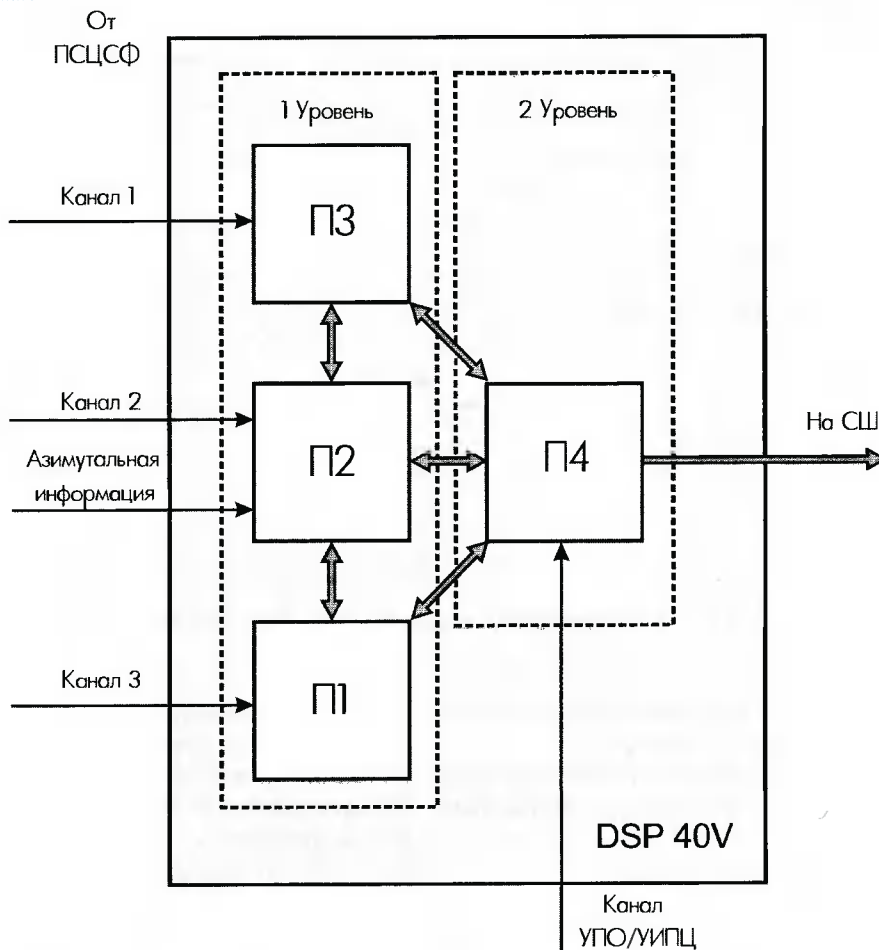 От
ПСЦСФ
1 Уровень
2 Уровень
Канал 1
П3
Канал 2
Азимутальная
информация
П2
П4
На СШ
Канал 3
П1
DSP 40V
Канал
УПО/УИПЦ